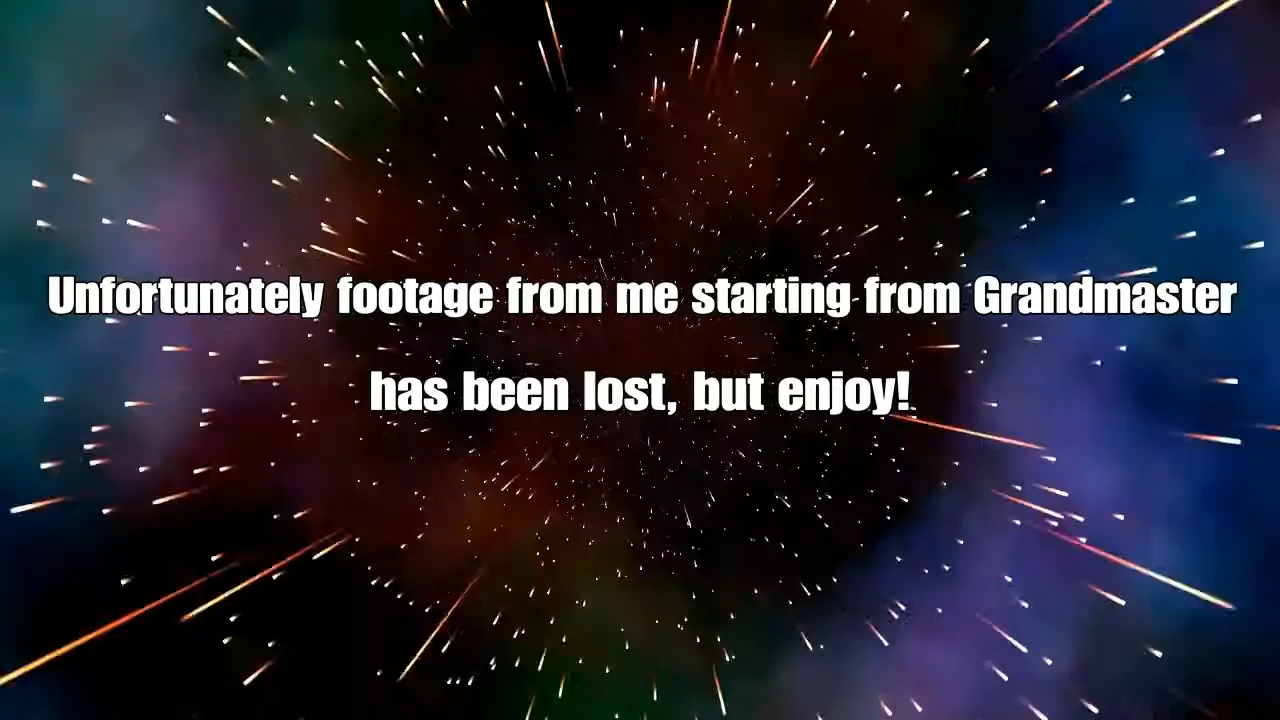 Unfortunately footage from me starting from Grandmaster
has been lost, but enjoy!